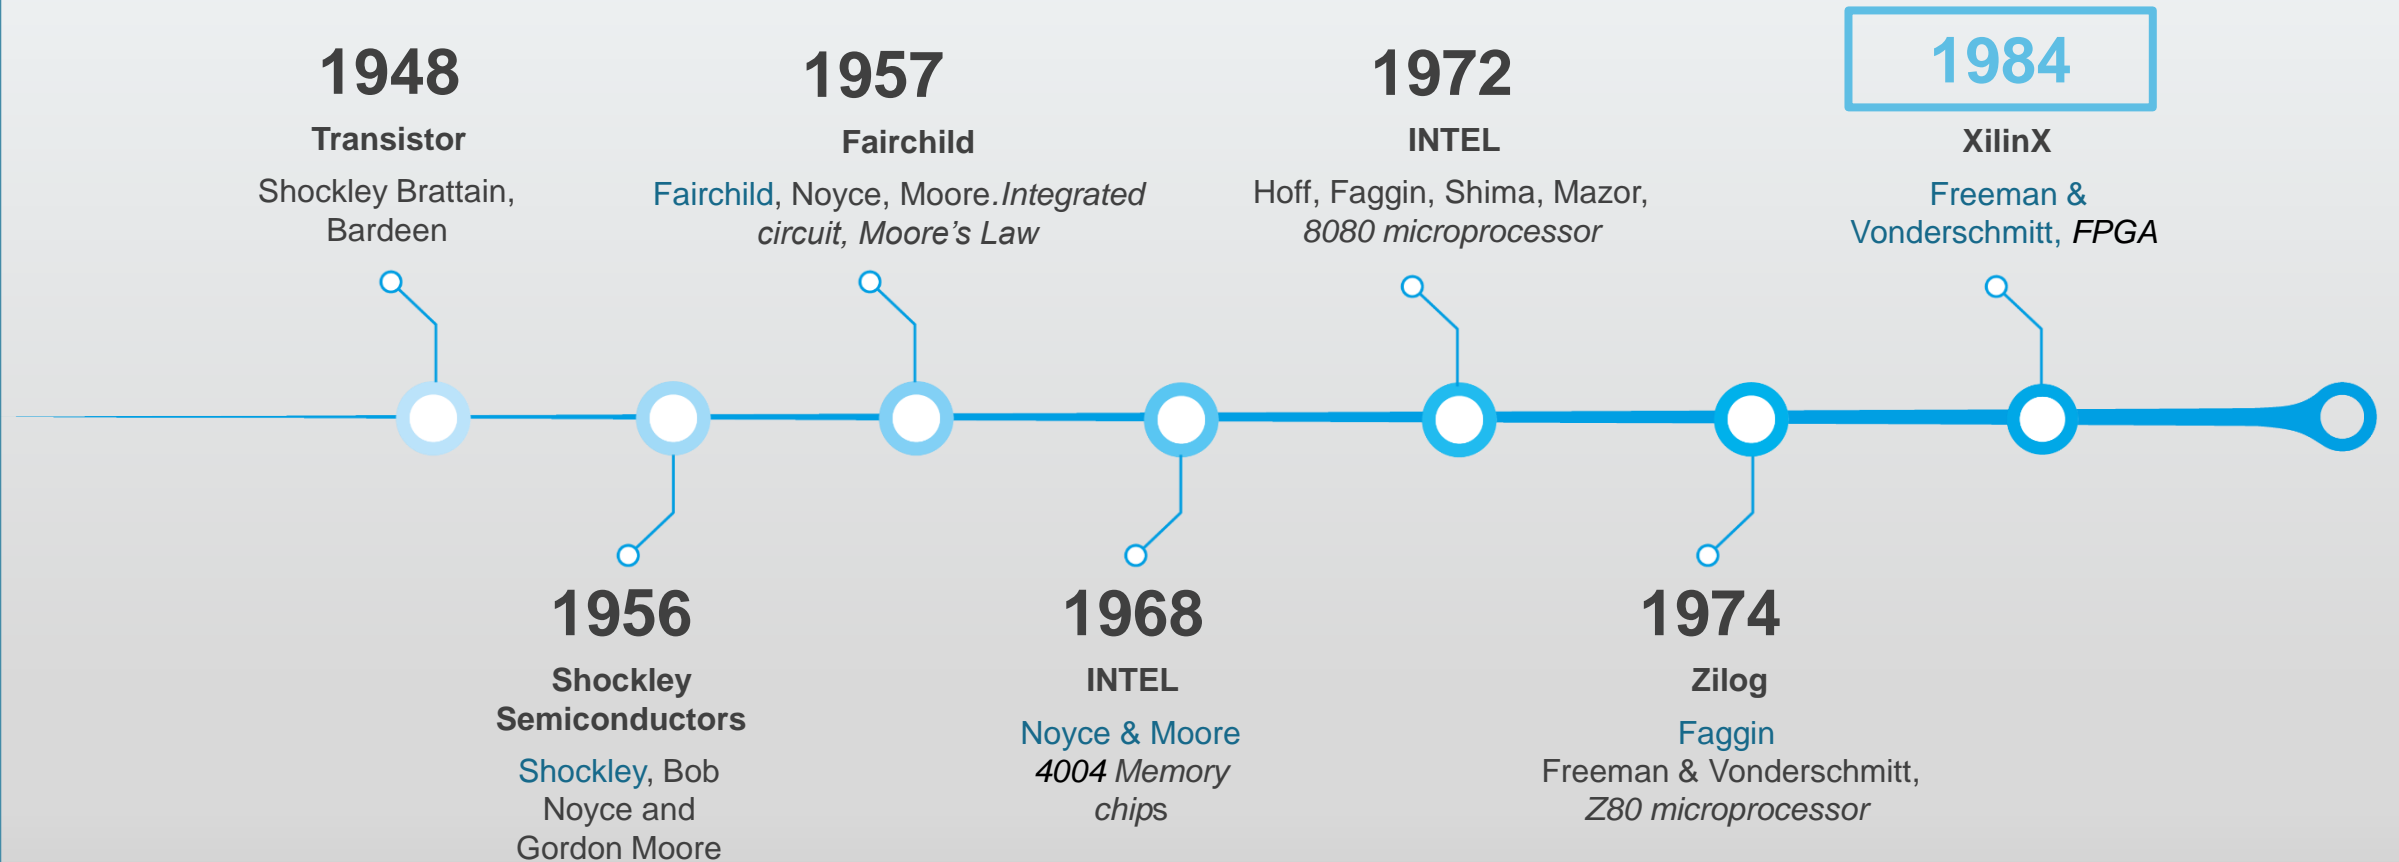 1948
Transistor
Shockley Brattain,
Bardeen
1956
Shockley
Semiconductors
Shockley, Bob
Noyce and
Gordon Moore
1957
Fairchild
Fairchild, Noyce, Moore.Integrated
circuit, Moore’s Law
1968
INTEL
Noyce & Moore
4004 Memory
chips
1972
INTEL
Hoff, Faggin, Shima, Mazor,
8080 microprocessor
1974
Zilog
Faggin
Freeman & Vonderschmitt,
Z80 microprocessor
1984
XilinX
Freeman &
Vonderschmitt, FPGA